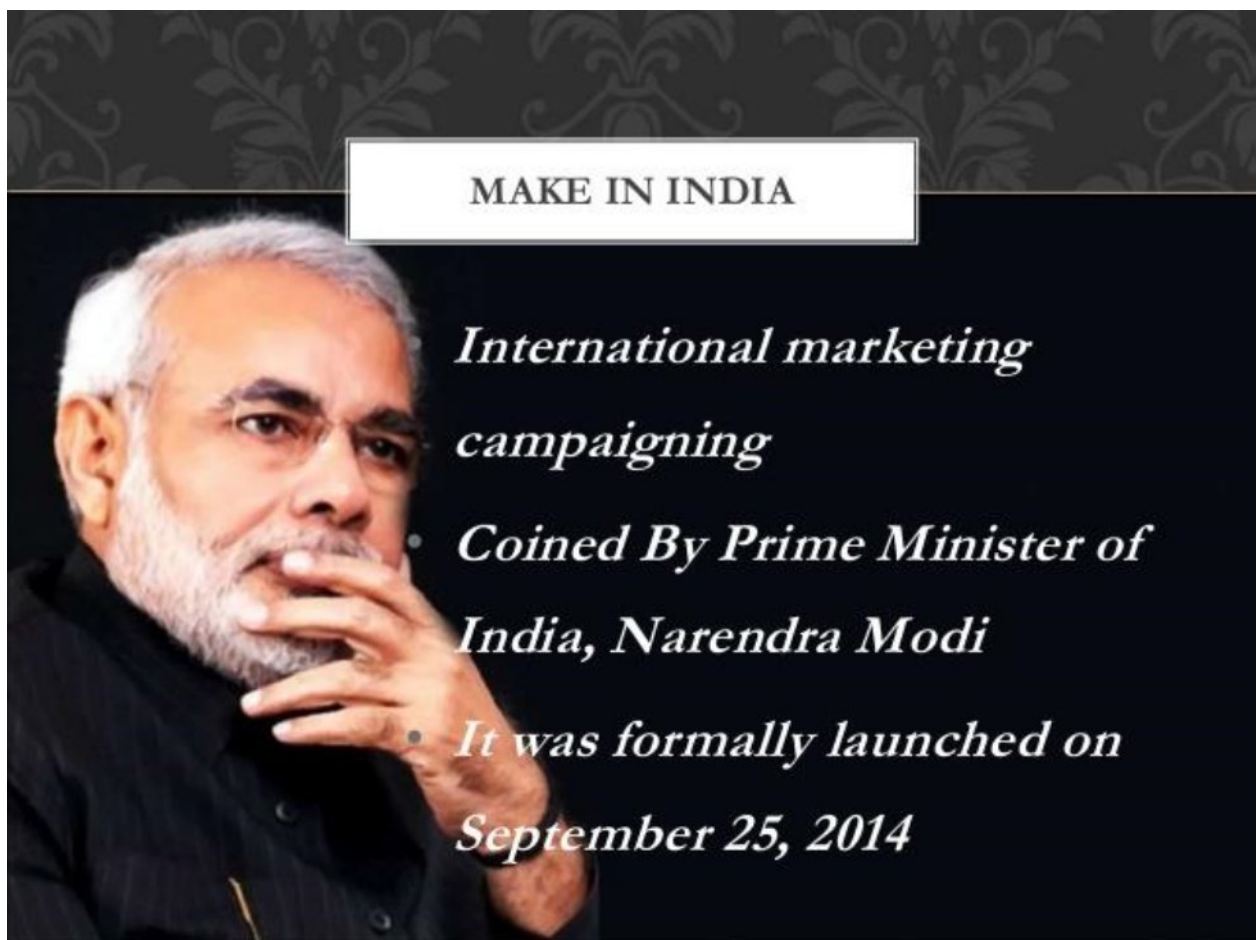 MAKE IN INDIA
International marketing
campaigning
Coined By Prime Minister of
India, Narendra Modi
It was formally launched on
September 25, 2014